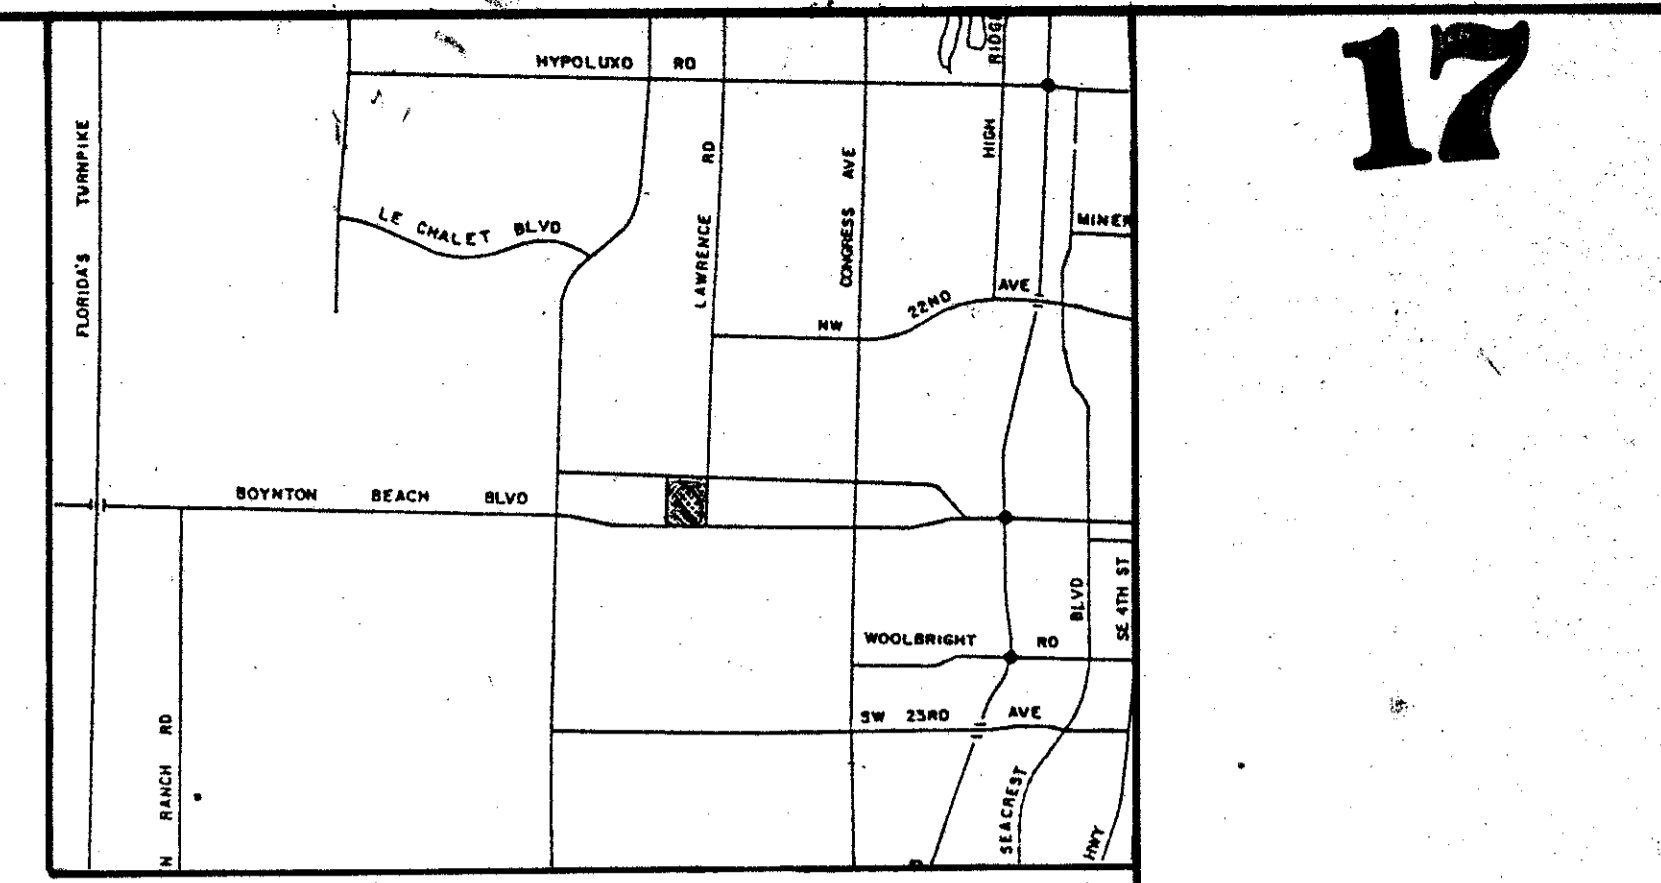 17
HYPOLUXO RD
RIDGE
FLORIDA'S TURNPIKE
LAWRENCE RD
CONGRESS AVE
HIGH
MINER
LE CHALET BLVD
NW 22ND AVE
BOYNTON BEACH BLVD
WOOLBRIGHT RD
SE 4TH ST
SW 23RD AVE
SEACREST BLVD
RANCH RD
HWY